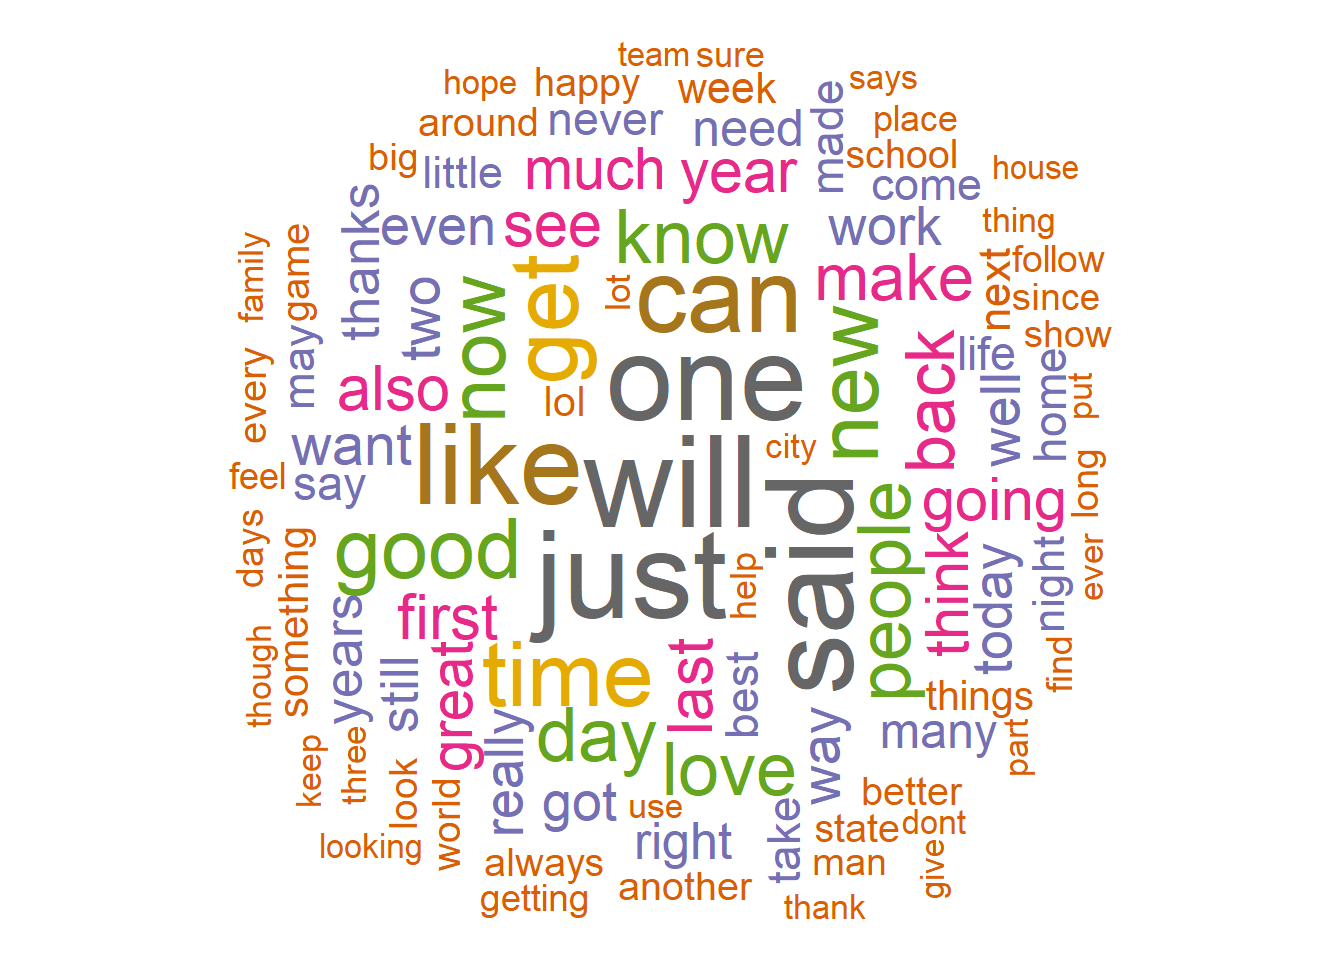 team sure
hope happy week says
around never need made place
big little much year school house
thanks even see know work come thing
family game two now get lot can make next follow
since
show
every may also lol one new back life well home put
want like will city
feel say said people going long
days something good just help think today night ever
though years first
still great time last best things find
keep three look world really day love way many part
got use better
looking right take state dont
always man give
getting another thank